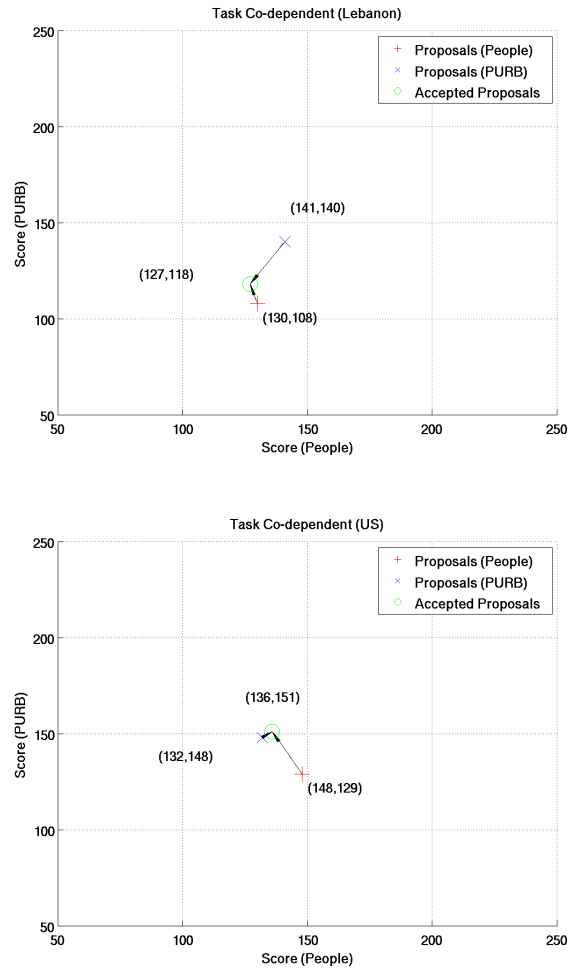 Task Co-dependent (Lebanon)
250
200
150
100
50
Score (PURB)
Proposals (People)
Proposals (PURB)
Accepted Proposals
(141,140)
(127,118)
(130,108)
50 100 150 200 250
Score (People)
Task Co-dependent (US)
250
200
150
100
50
Score (PURB)
Proposals (People)
Proposals (PURB)
Accepted Proposals
(136,151)
(132,148)
(148,129)
50 100 150 200 250
Score (People)